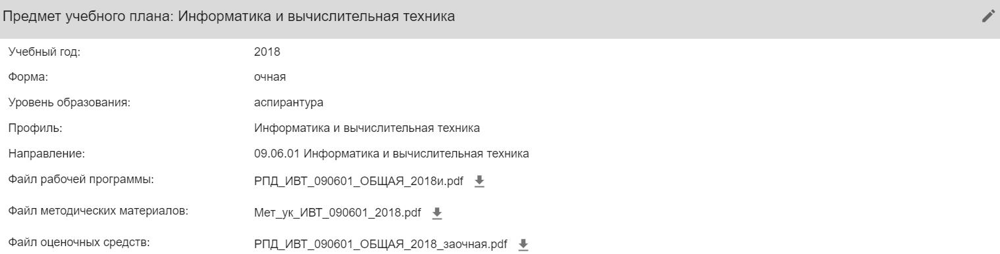 Предмет учебного плана: Информатика и вычислительная техника
Учебный год: 2018
Форма: очная
Уровень образования: аспирантура
Профиль: Информатика и вычислительная техника
Направление: 09.06.01 Информатика и вычислительная техника
Файл рабочей программы: РПД_ИВТ_090601_ОБЩАЯ_2018и.pdf
Файл методических материалов: Мет_ук_ИВТ_090601_2018.pdf
Файл оценочных средств: РПД_ИВТ_090601_ОБЩАЯ_2018_заочная.pdf